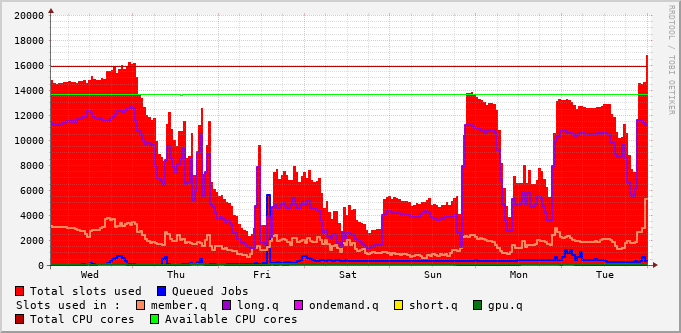 RRDTOOL / TOBI OETIKER
20000
18000
16000
14000
12000
10000
8000
6000
4000
2000
0
Wed Thu Fri Sat Sun Mon Tue
Total slots used Queued Jobs
Slots used in : member.q long.q ondemand.q short.q gpu.q
Total CPU cores Available CPU cores